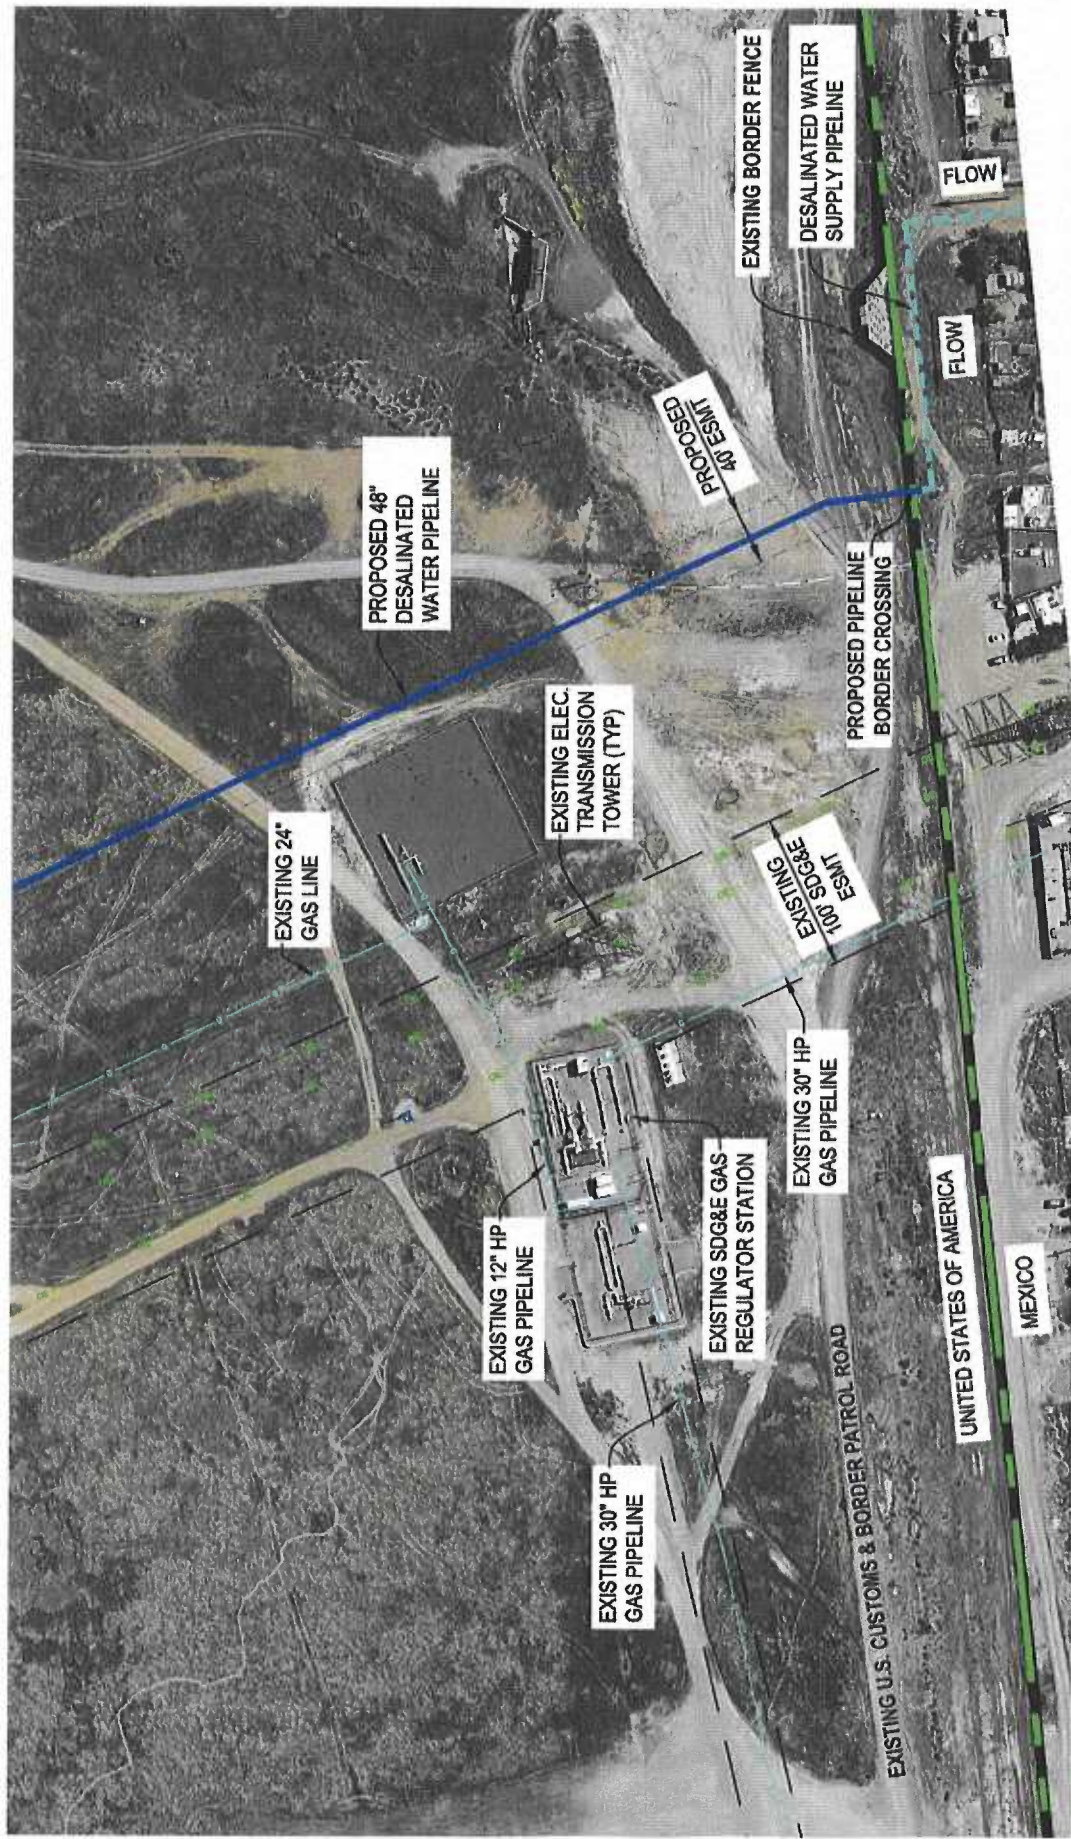 EXISTING BORDER FENCE
DESALINATED WATER
SUPPLY PIPELINE
FLOW
FLOW
PROPOSED
40' ESMT
PROPOSED 48"
DESALINATED
WATER PIPELINE
PROPOSED PIPELINE
BORDER CROSSING
EXISTING ELEC.
TRANSMISSION
TOWER (TYP)
EXISTING 24"
GAS LINE
EXISTING
100' SDG&E
ESMT
EXISTING 30" HP
GAS PIPELINE
EXISTING 12" HP
GAS PIPELINE
EXISTING SDG&E GAS
REGULATOR STATION
EXISTING 30" HP
GAS PIPELINE
UNITED STATES OF AMERICA
MEXICO
EXISTING U.S. CUSTOMS & BORDER PATROL ROAD